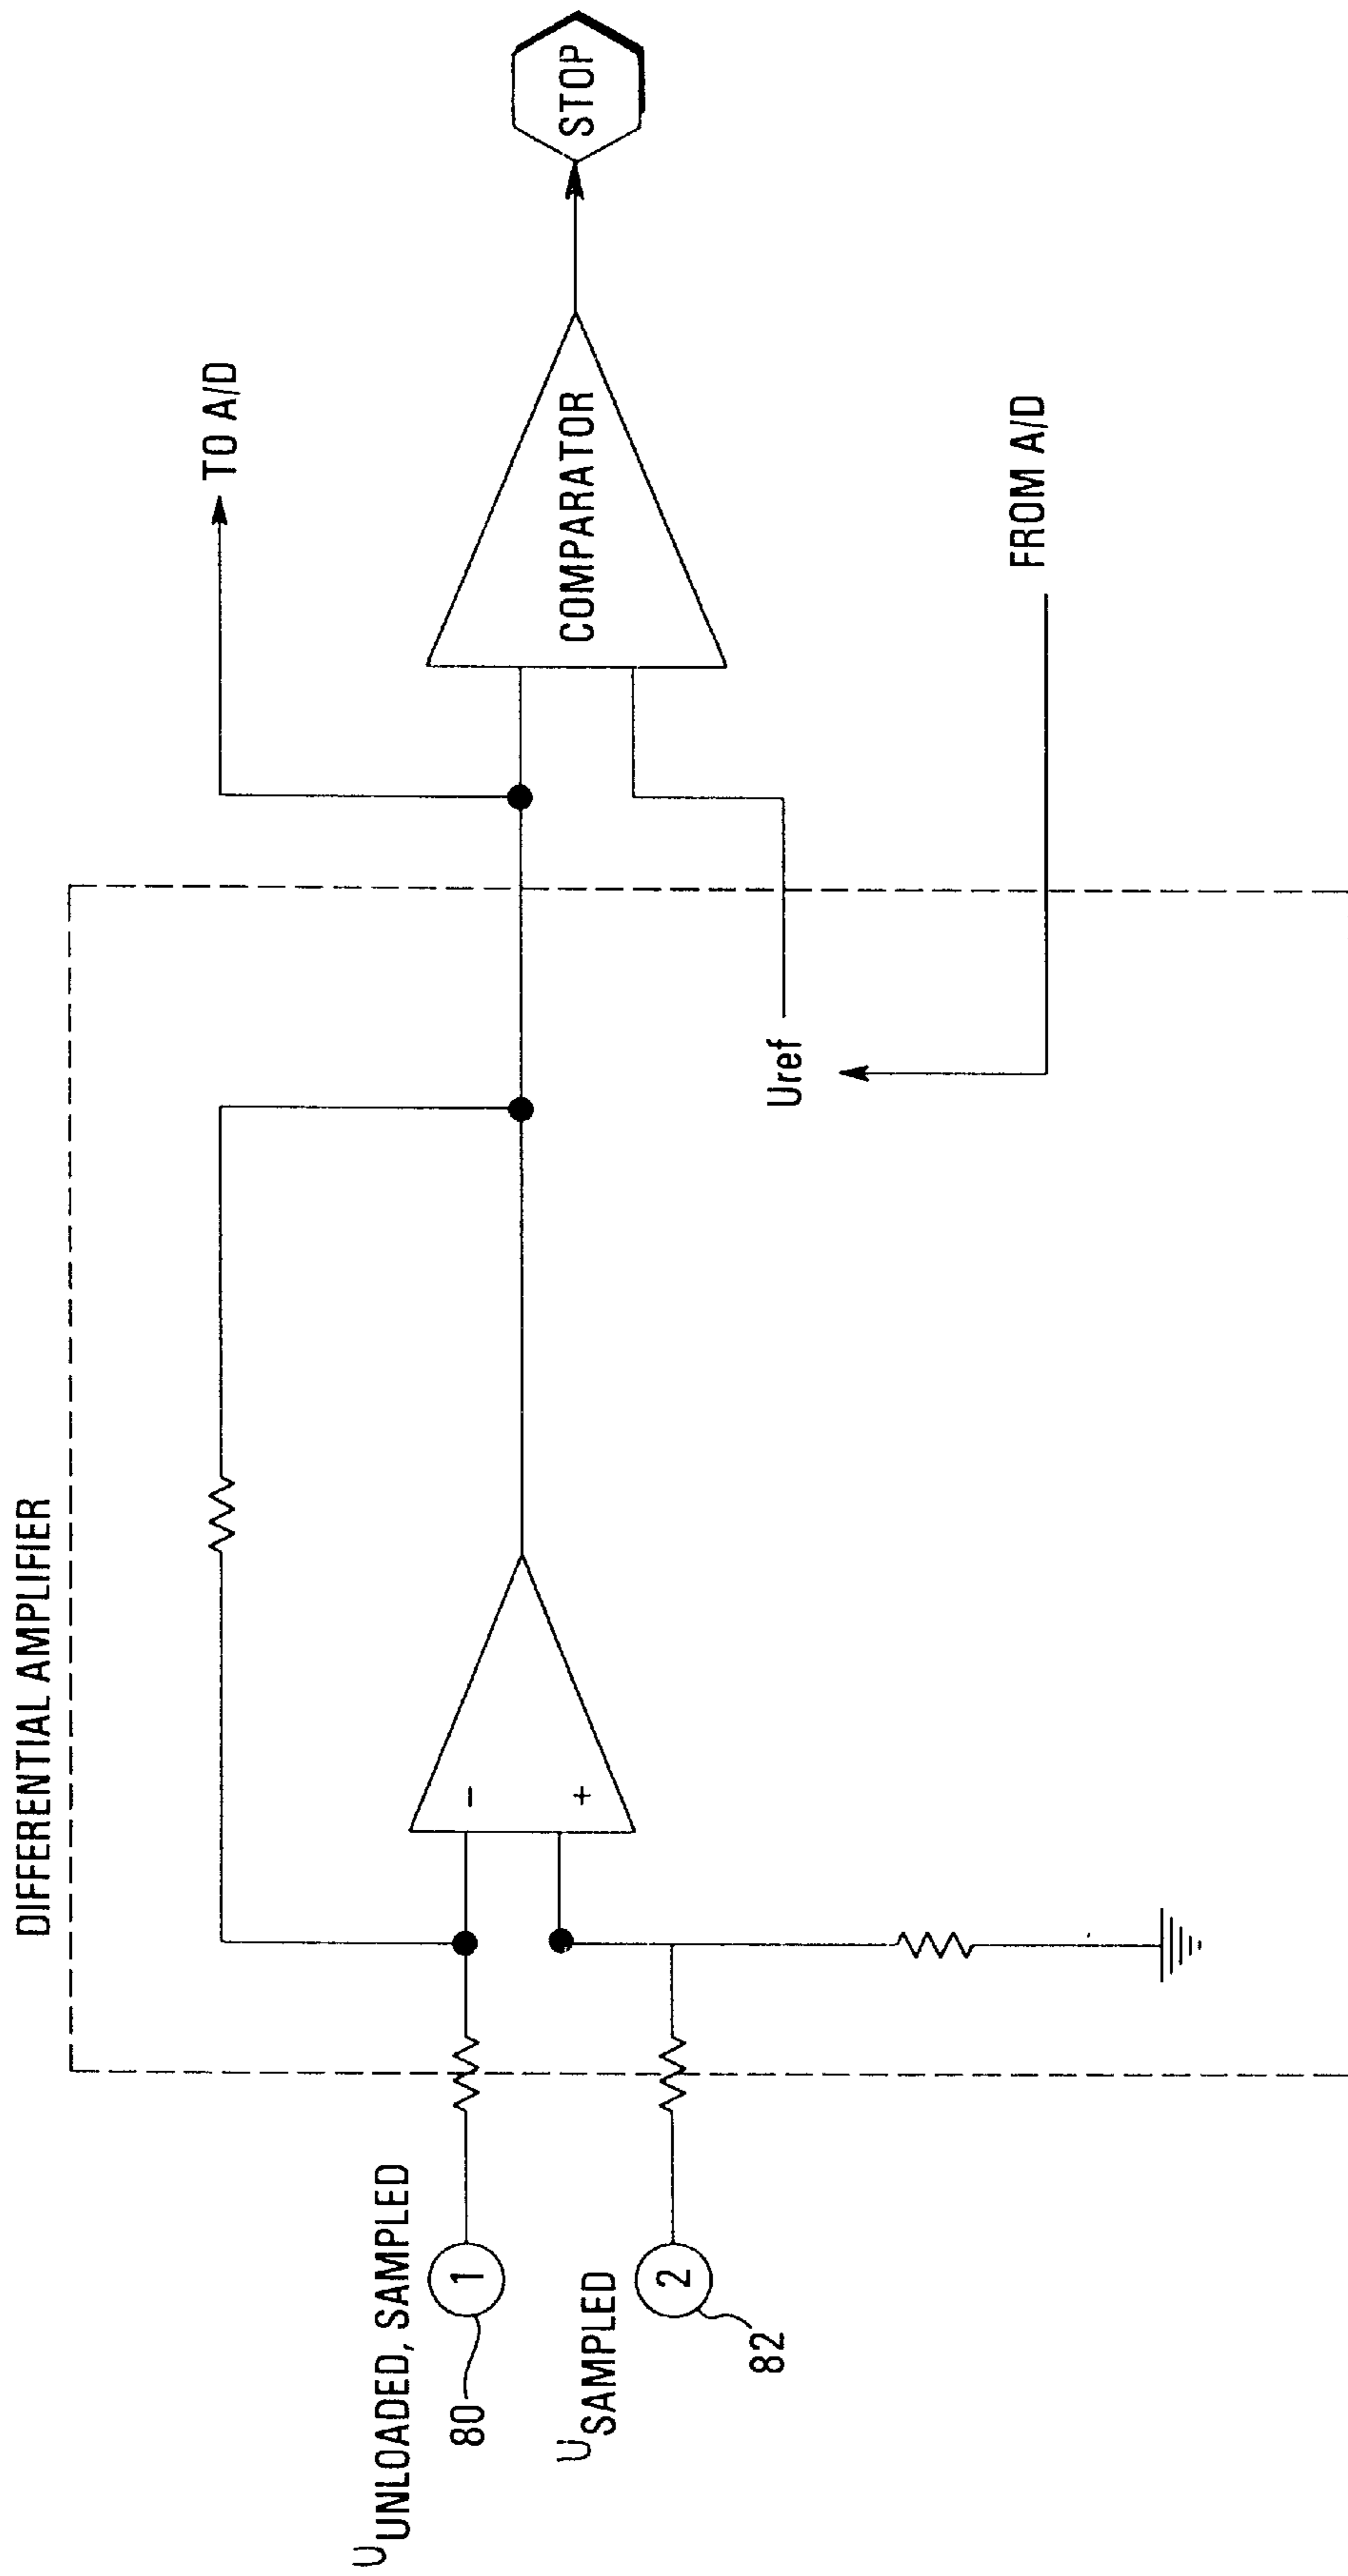 DIFFERENTIAL AMPLIFIER
U UNLOADED, SAMPLED
1
80
U SAMPLED
2
82
-
+
Uref
TO A/D
FROM A/D
COMPARATOR
STOP